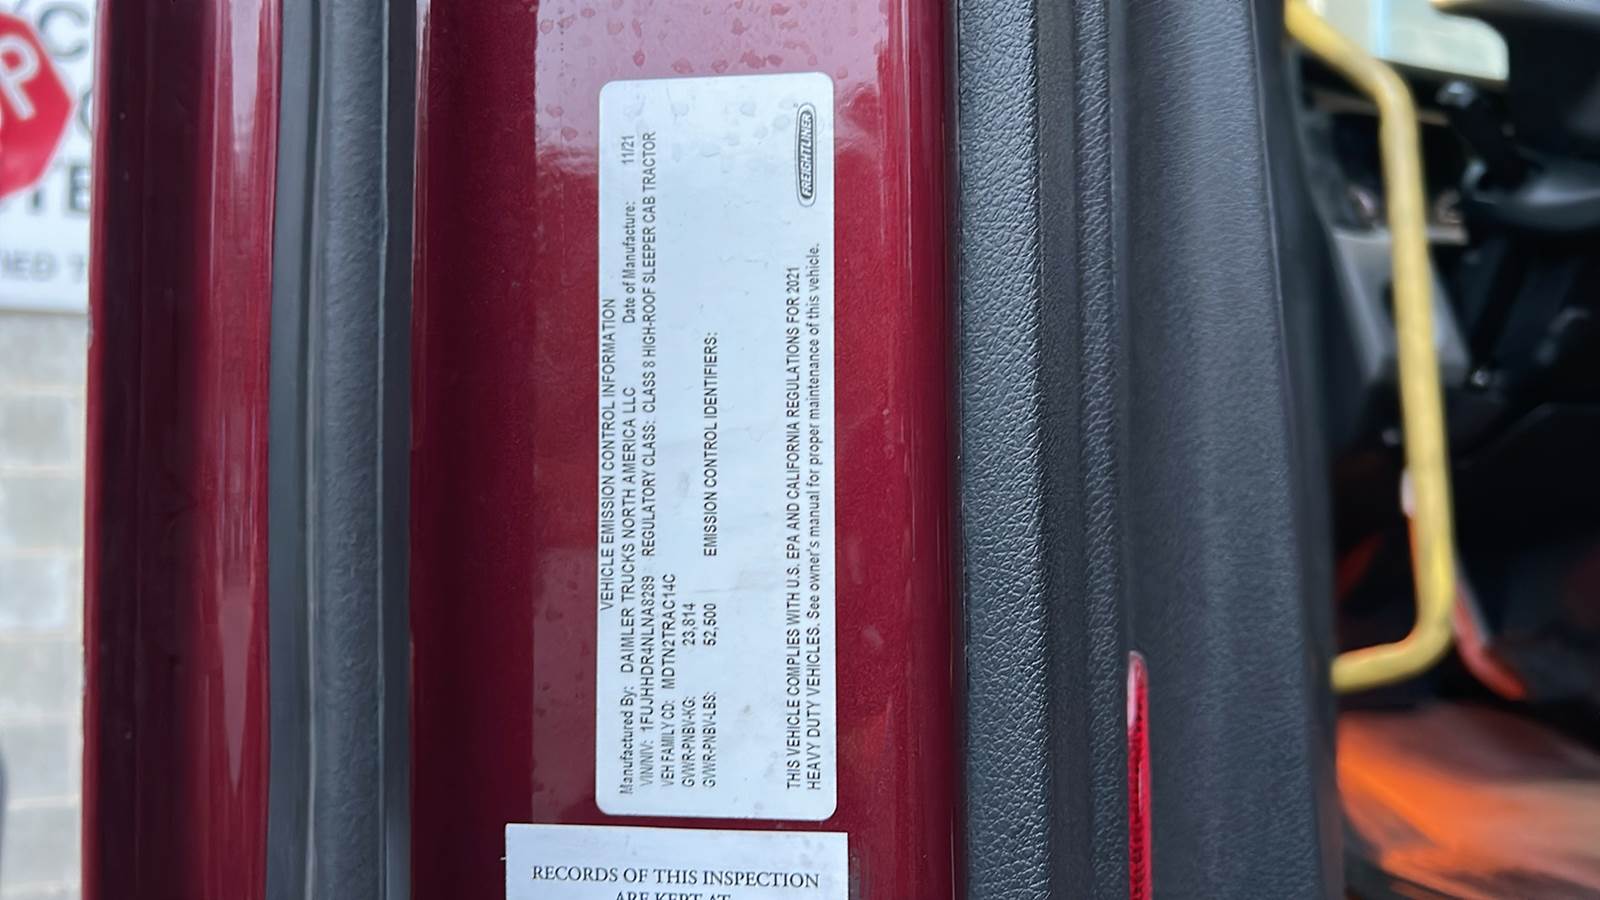 VEHICLE EMISSION CONTROL INFORMATION
Manufactured By: DAIMLER TRUCKS NORTH AMERICA LLC Date of Manufacture: 11/21
VIN/NIV: 1FUJHHDR4NLNA8289 REGULATORY CLASS: CLASS 8 HIGH-ROOF SLEEPER CAB TRACTOR
VEH FAMILY CD: MDTN2TRAC14C
GVWR-PNBV-KG: 23,814
GVWR-PNBV-LBS: 52,500 EMISSION CONTROL IDENTIFIERS:
THIS VEHICLE COMPLIES WITH U.S. EPA AND CALIFORNIA REGULATIONS FOR 2021
HEAVY DUTY VEHICLES. See owner's manual for proper maintenance of this vehicle.
FREIGHTLINER
RECORDS OF THIS INSPECTION
ARE KEPT AT